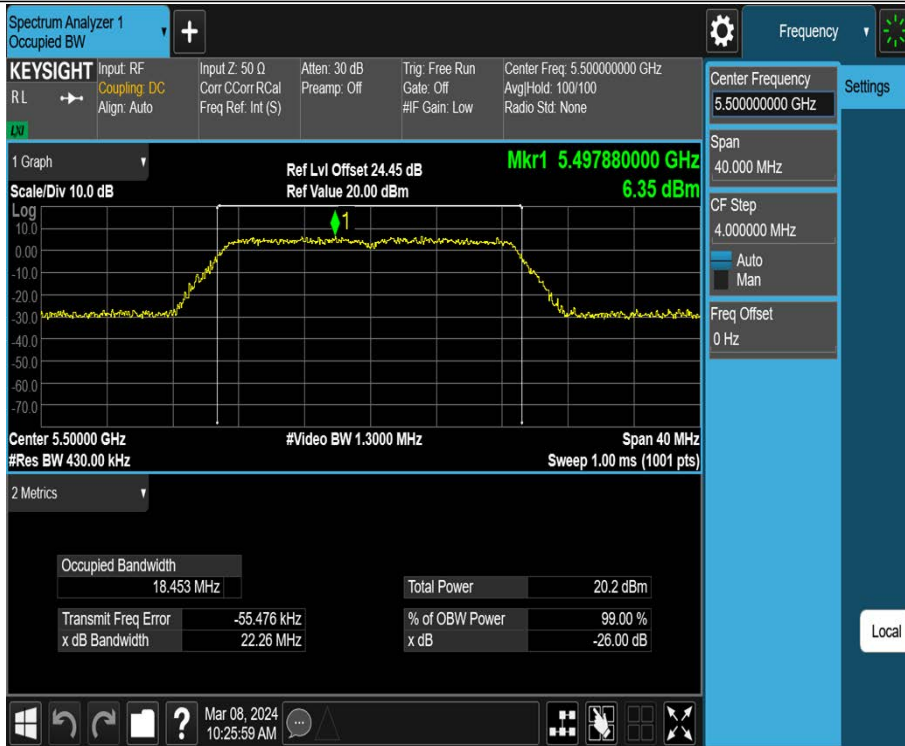 Spectrum Analyzer 1
Occupied BW
+
Frequency
KEYSIGHT
RL
LXI
Input: RF
Coupling: DC
Align: Auto
Input Z: 50 Ω
Corr CCorr RCal
Freq Ref: Int (S)
Atten: 30 dB
Preamp: Off
Trig: Free Run
Gate: Off
#IF Gain: Low
Center Freq: 5.500000000 GHz
Avg|Hold: 100/100
Radio Std: None
Center Frequency
5.500000000 GHz
Settings
Span
40.000 MHz
CF Step
4.000000 MHz
Auto
Man
Freq Offset
0 Hz
Local
1 Graph
Scale/Div 10.0 dB
Ref Lvl Offset 24.45 dB
Ref Value 20.00 dBm
Mkr1 5.497880000 GHz
6.35 dBm
Log
10.0
0.00
-10.0
-20.0
-30.0
-40.0
-50.0
-60.0
-70.0
1
Center 5.50000 GHz
#Res BW 430.00 kHz
#Video BW 1.3000 MHz
Span 40 MHz
Sweep 1.00 ms (1001 pts)
2 Metrics
Occupied Bandwidth
18.453 MHz
Total Power 20.2 dBm
Transmit Freq Error -55.476 kHz
% of OBW Power 99.00 %
x dB Bandwidth 22.26 MHz
x dB -26.00 dB
?
Mar 08, 2024
10:25:59 AM